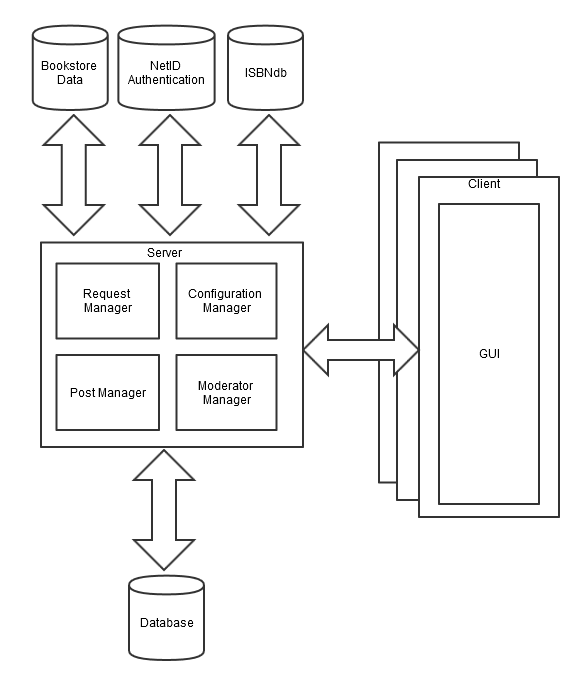 Bookstore
Data
NetID
Authentication
ISBNdb
Client
Server
Request
Manager
Configuration
Manager
GUI
Post Manager
Moderator
Manager
Database